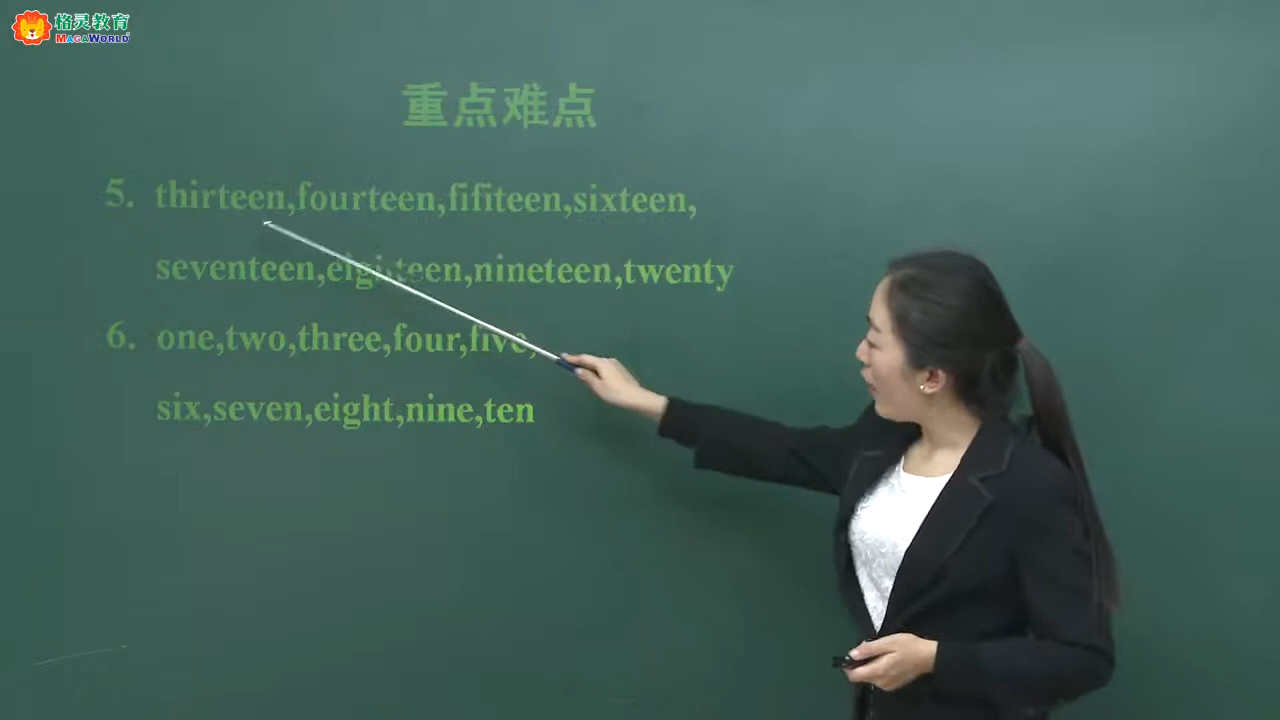 格灵教育
MAGAWORLD
重点难点
5. thirteen,fourteen,fifiteen,sixteen,
seventeen,eighteen,nineteen,twenty
6. one,two,three,four,five,
six,seven,eight,nine,ten